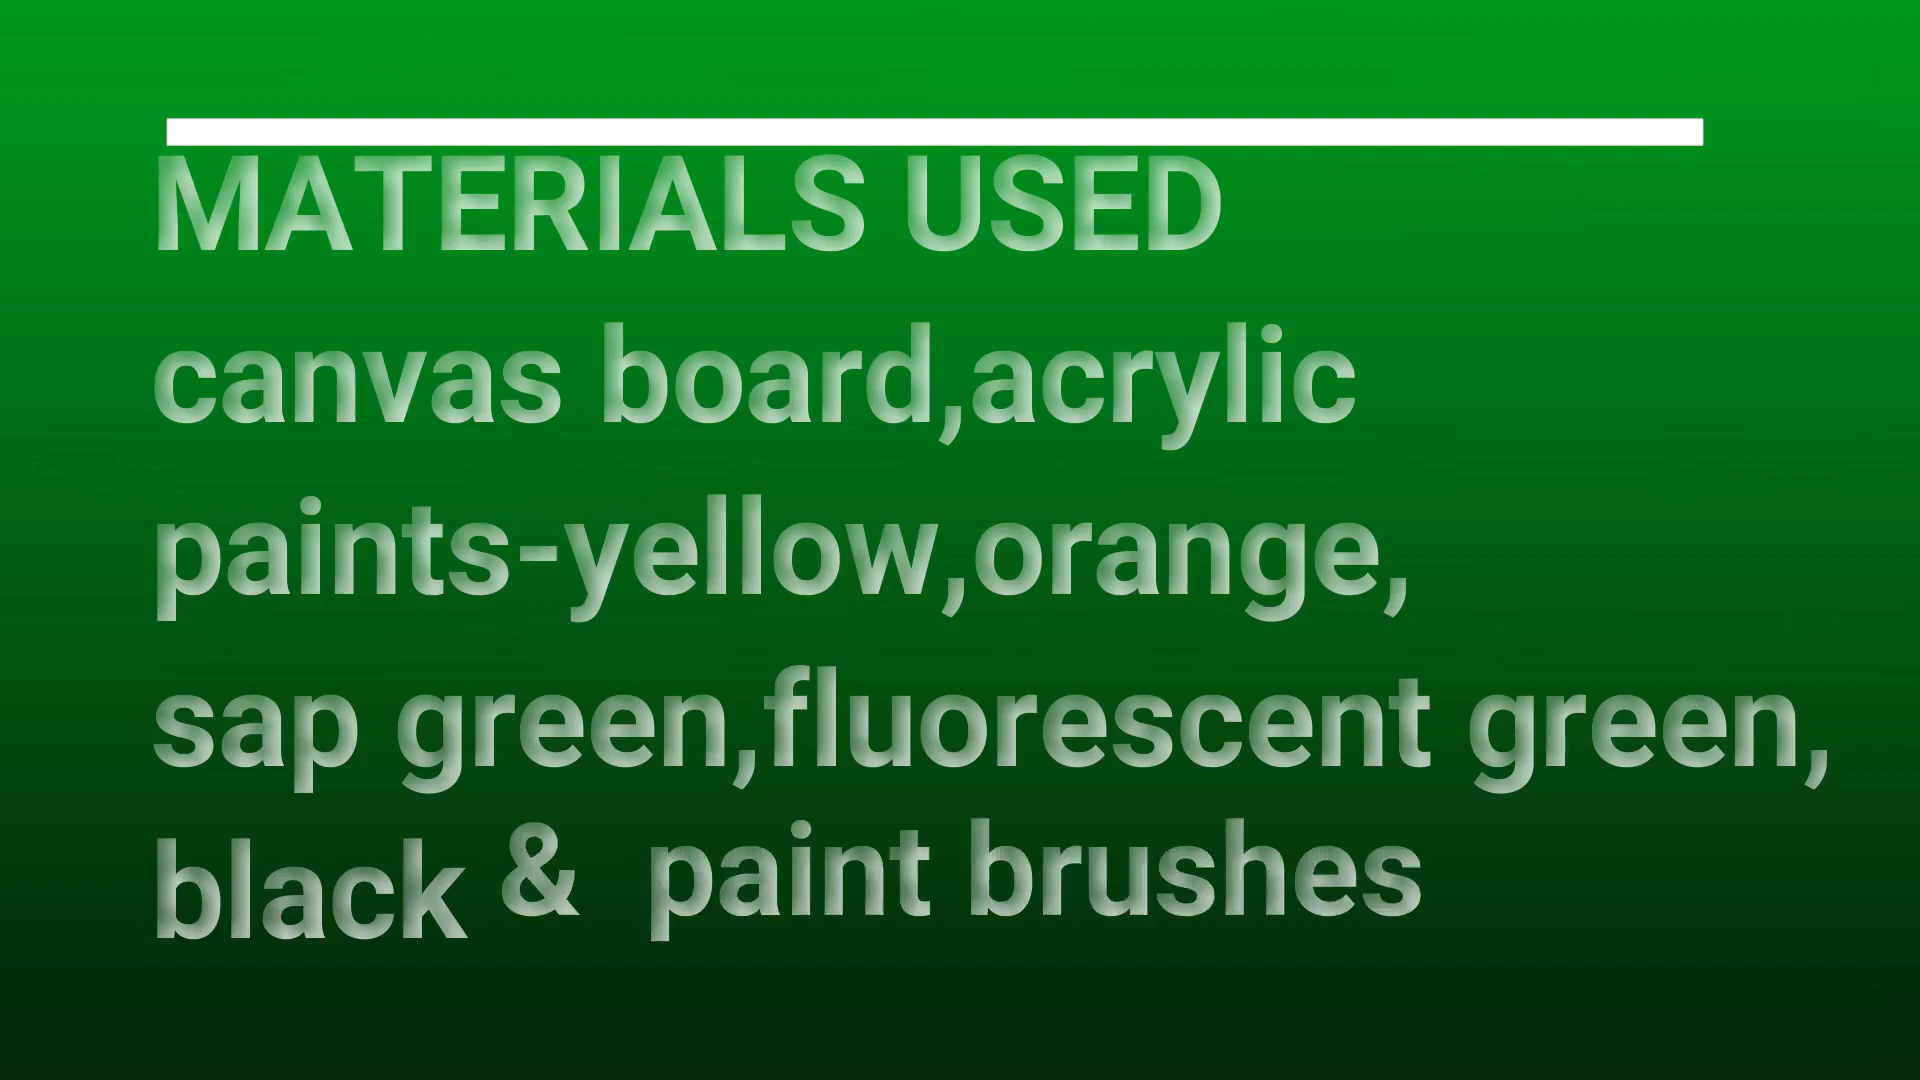 MATERIALS USED
canvas board,acrylic
paints-yellow,orange,
sap green,fluorescent green,
black & paint brushes